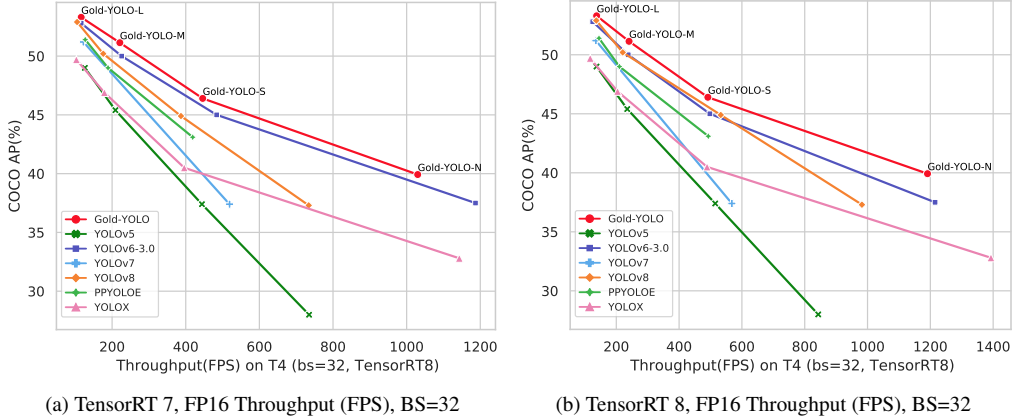 Gold-YOLO-L
Gold-YOLO-M
Gold-YOLO-S
Gold-YOLO-N
COCO AP(%)
50
45
40
35
30
Gold-YOLO
YOLOv5
YOLOv6-3.0
YOLOv7
YOLOv8
PPYOLOE
YOLOX
200 400 600 800 1000 1200
Throughput(FPS) on T4 (bs=32, TensorRT8)
(a) TensorRT 7, FP16 Throughput (FPS), BS=32
Gold-YOLO-L
Gold-YOLO-M
Gold-YOLO-S
Gold-YOLO-N
COCO AP(%)
50
45
40
35
30
Gold-YOLO
YOLOv5
YOLOv6-3.0
YOLOv7
YOLOv8
PPYOLOE
YOLOX
200 400 600 800 1000 1200 1400
Throughput(FPS) on T4 (bs=32, TensorRT8)
(b) TensorRT 8, FP16 Throughput (FPS), BS=32